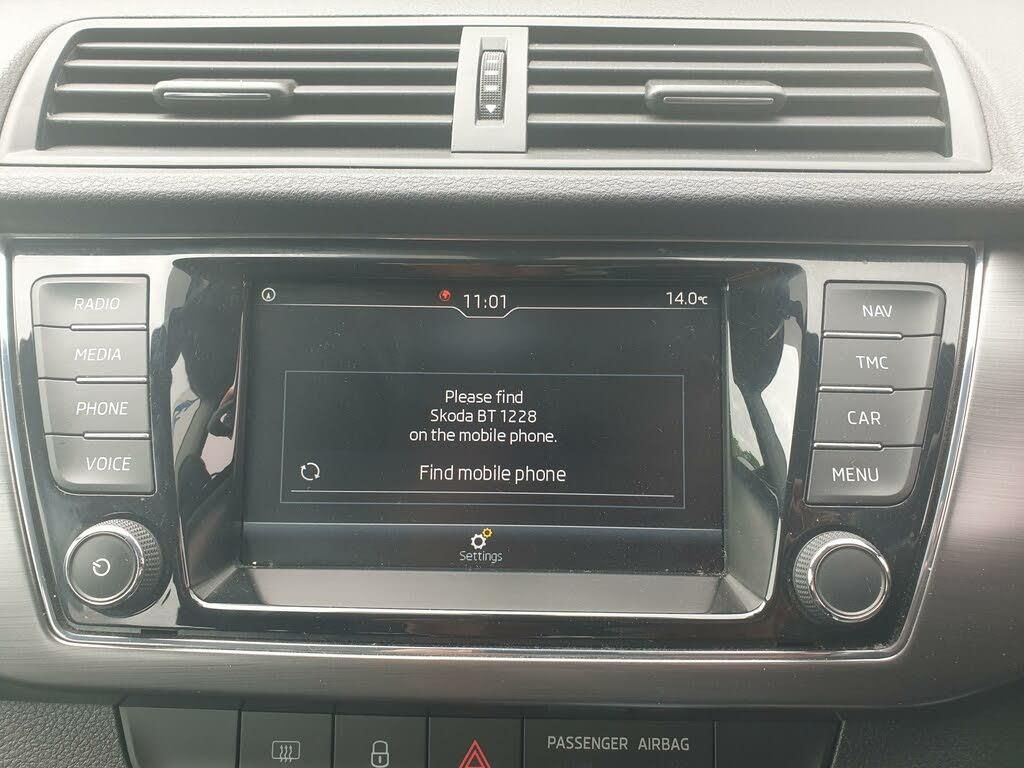 11:01
14.0°C
RADIO
MEDIA
PHONE
VOICE
Please find
Skoda BT 1228
on the mobile phone.
Find mobile phone
Settings
NAV
TMC
CAR
MENU
PASSENGER AIRBAG